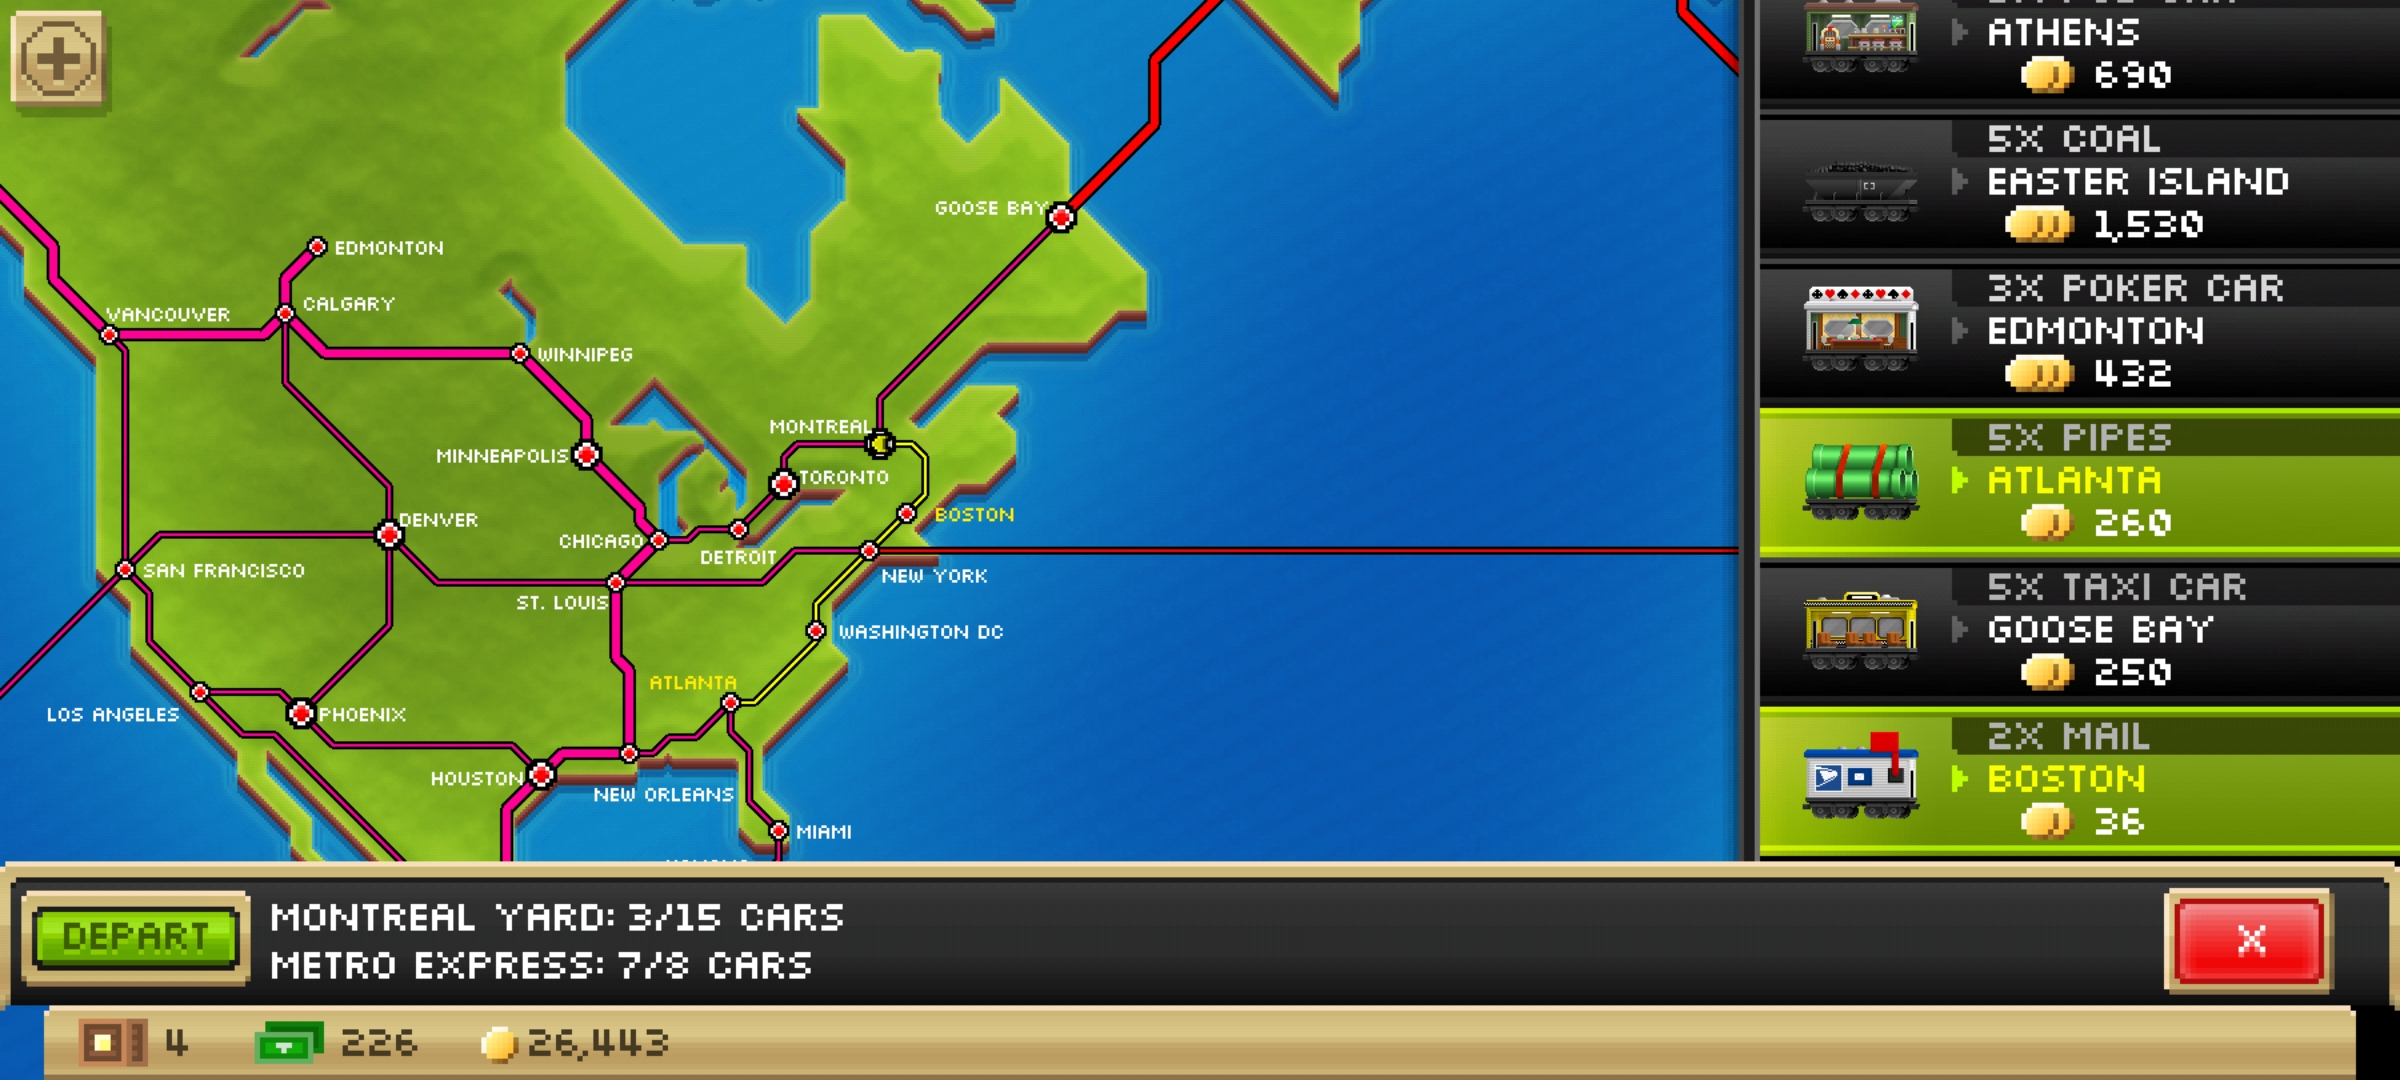 ATHENS
690
5X COAL
EASTER ISLAND
1,530
3X POKER CAR
EDMONTON
432
5X PIPES
ATLANTA
260
5X TAXI CAR
GOOSE BAY
250
2X MAIL
BOSTON
36
GOOSE BAY
EDMONTON
CALGARY
VANCOUVER
WINNIPEG
MONTREAL
MINNEAPOLIS
TORONTO
BOSTON
DENVER
CHICAGO
DETROIT
SAN FRANCISCO
NEW YORK
ST. LOUIS
WASHINGTON DC
ATLANTA
LOS ANGELES
PHOENIX
HOUSTON
NEW ORLEANS
MIAMI
DEPART
MONTREAL YARD: 3/15 CARS
METRO EXPRESS: 7/8 CARS
X
4
226
26,443